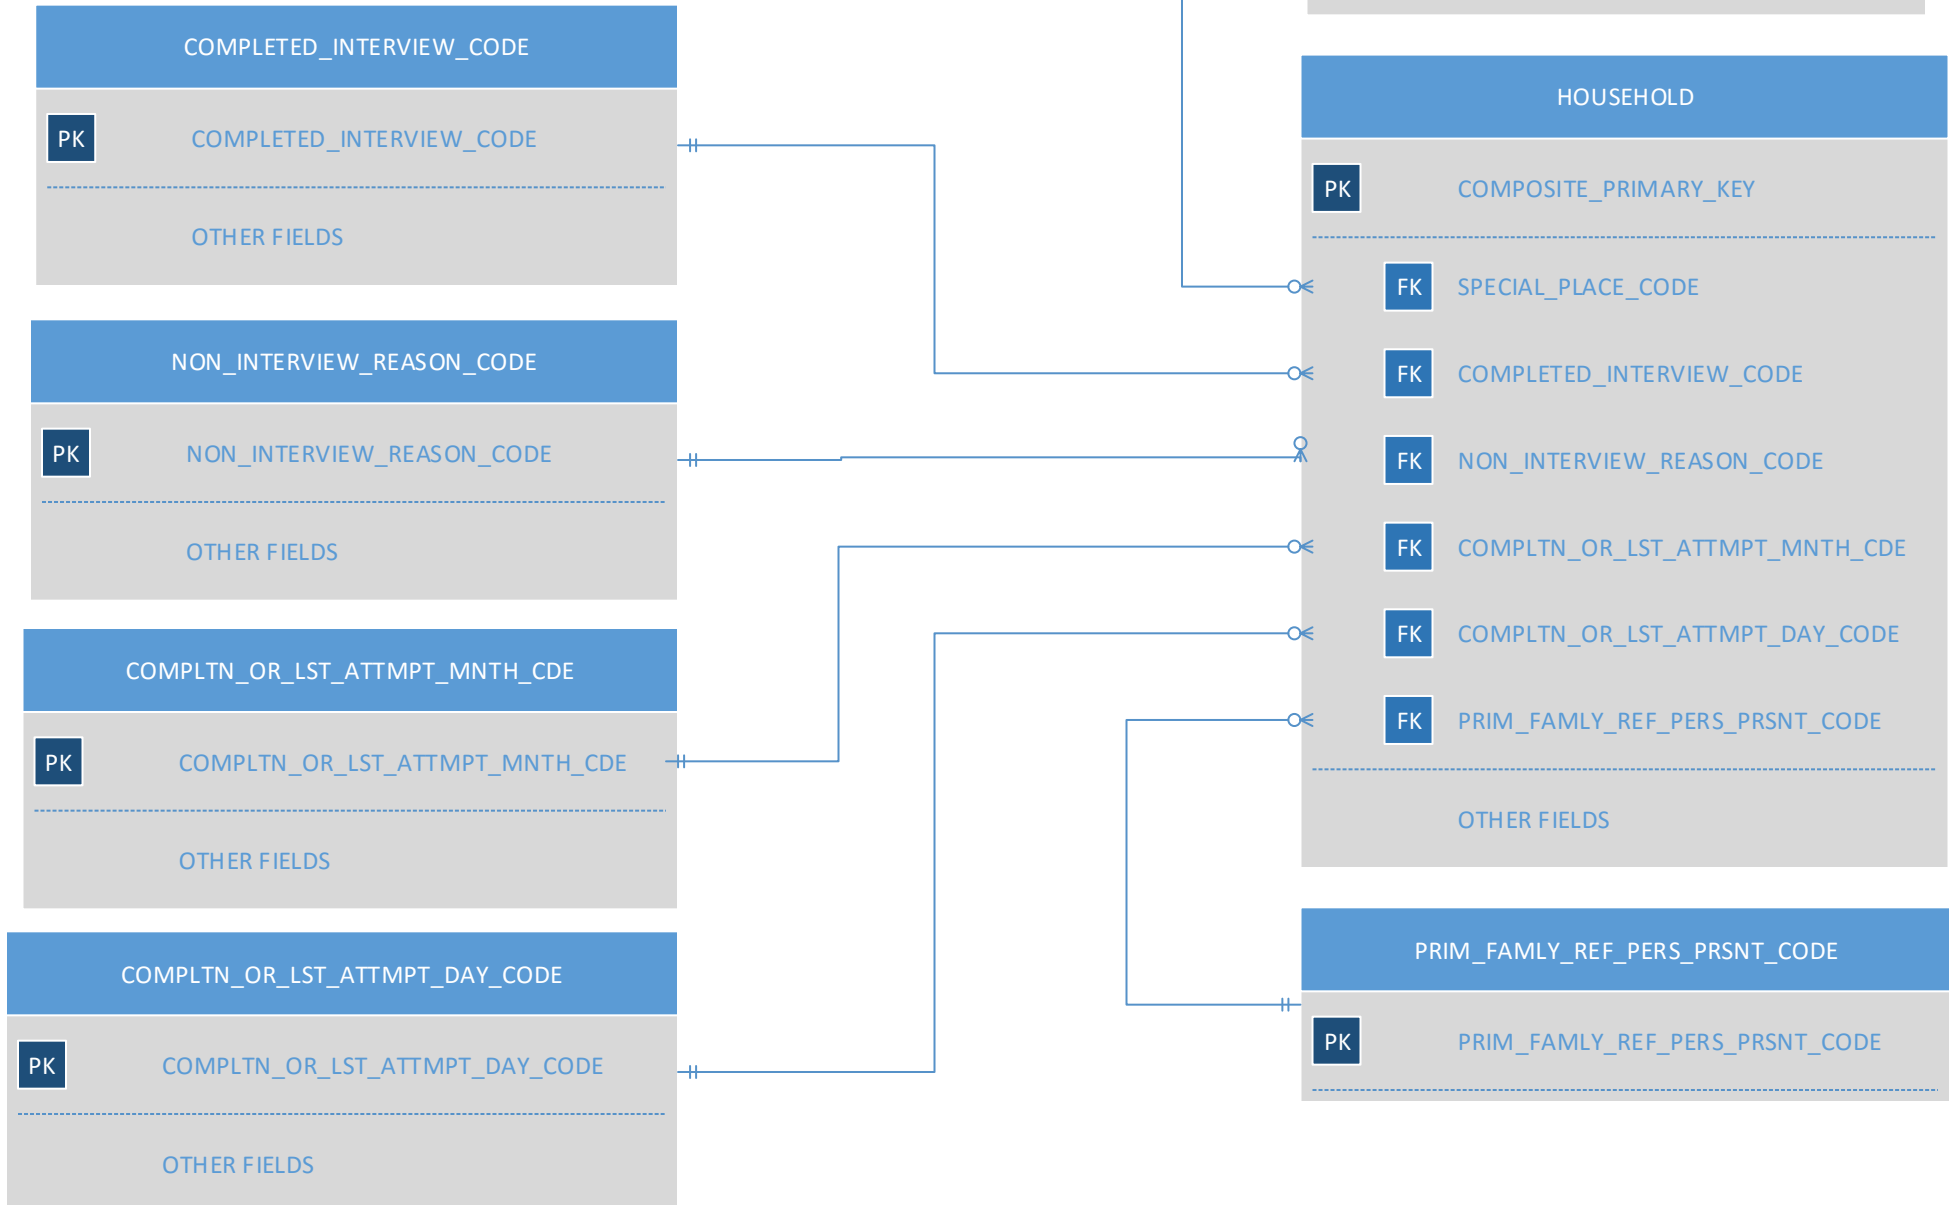 COMPLETED_INTERVIEW_CODE
PK COMPLETED_INTERVIEW_CODE
OTHER FIELDS
NON_INTERVIEW_REASON_CODE
PK NON_INTERVIEW_REASON_CODE
OTHER FIELDS
COMPLTN_OR_LST_ATTMPT_MNTH_CDE
PK COMPLTN_OR_LST_ATTMPT_MNTH_CDE
OTHER FIELDS
COMPLTN_OR_LST_ATTMPT_DAY_CODE
PK COMPLTN_OR_LST_ATTMPT_DAY_CODE
OTHER FIELDS
HOUSEHOLD
PK COMPOSITE_PRIMARY_KEY
FK SPECIAL_PLACE_CODE
FK COMPLETED_INTERVIEW_CODE
FK NON_INTERVIEW_REASON_CODE
FK COMPLTN_OR_LST_ATTMPT_MNTH_CDE
FK COMPLTN_OR_LST_ATTMPT_DAY_CODE
FK PRIM_FAMLY_REF_PERS_PRSNT_CODE
OTHER FIELDS
PRIM_FAMLY_REF_PERS_PRSNT_CODE
PK PRIM_FAMLY_REF_PERS_PRSNT_CODE